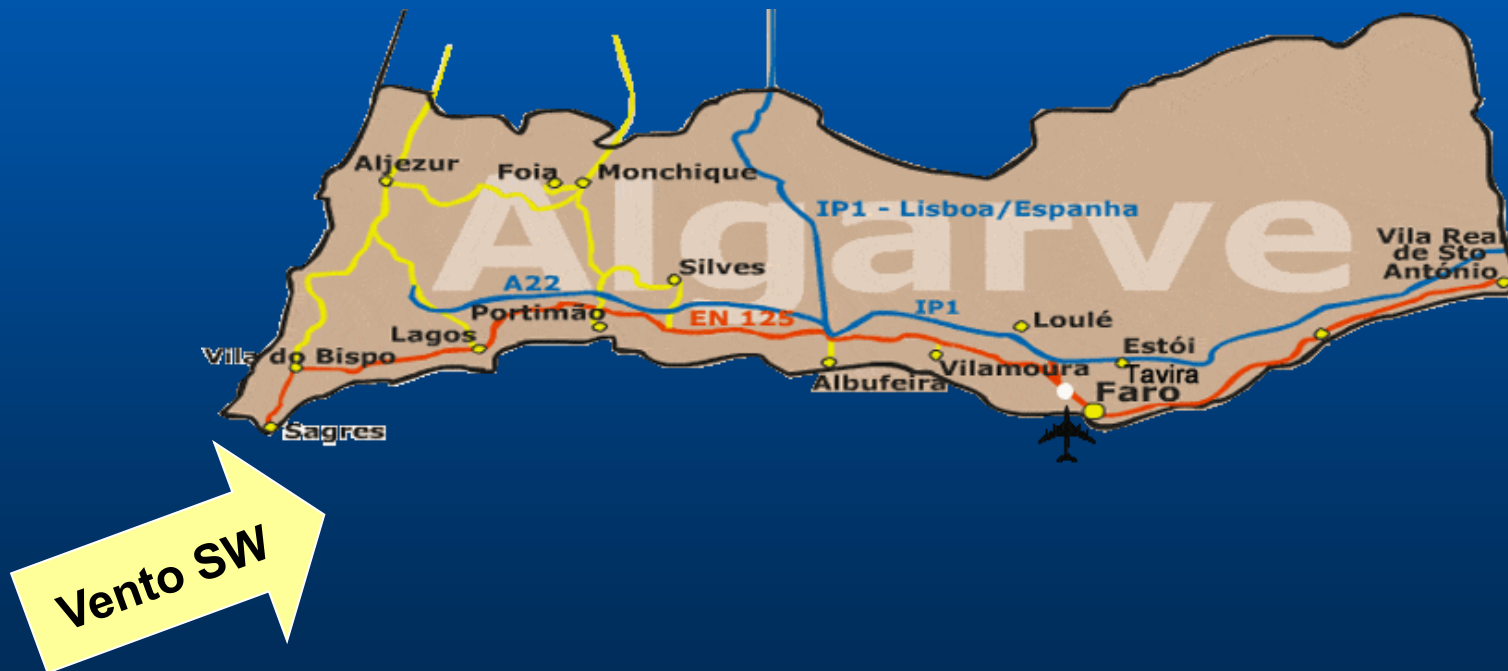 Aljezur
Foia
Monchique
Algarve
IP1 - Lisboa/Espanha
Vila Real
de Sto
António
Silves
A22
Portimão
EN 125
IP1
Loulé
Lagos
Estói
Vila do Bispo
Vilamoura
Tavira
Albufeira
Faro
Sagres
Vento SW